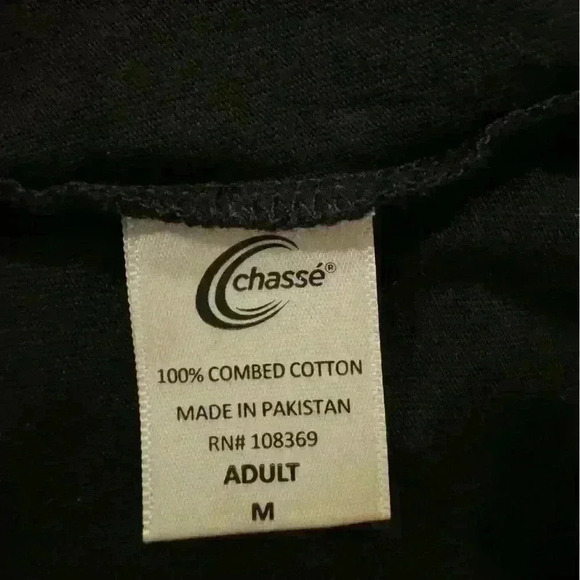 chassé®
100% COMBED COTTON
MADE IN PAKISTAN
RN# 108369
ADULT
M